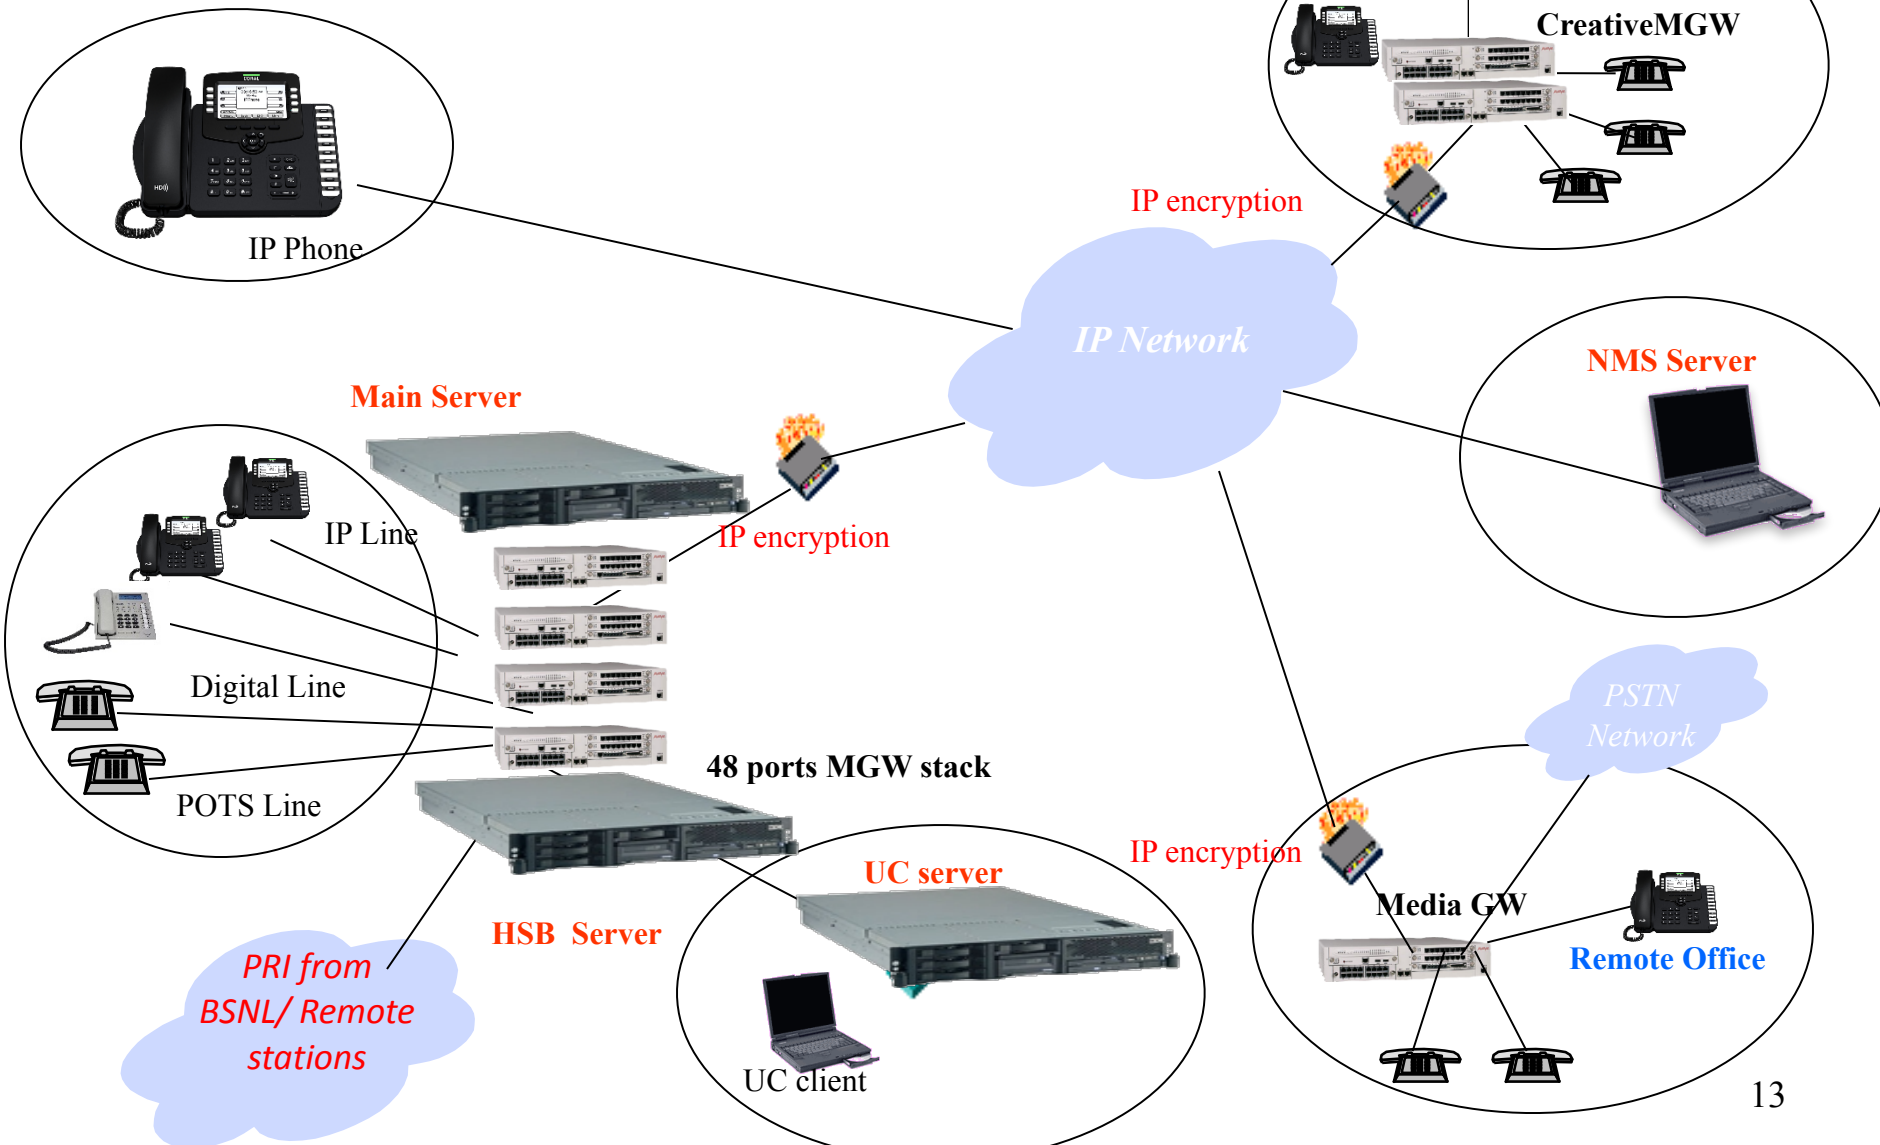 CreativeMGW
IP encryption
IP Phone
IP Network
NMS Server
Main Server
IP Line
IP encryption
Digital Line
PSTN
Network
48 ports MGW stack
POTS Line
IP encryption
UC server
Media GW
HSB  Server
Remote Office
PRI from
BSNL/ Remote
stations
UC client
13